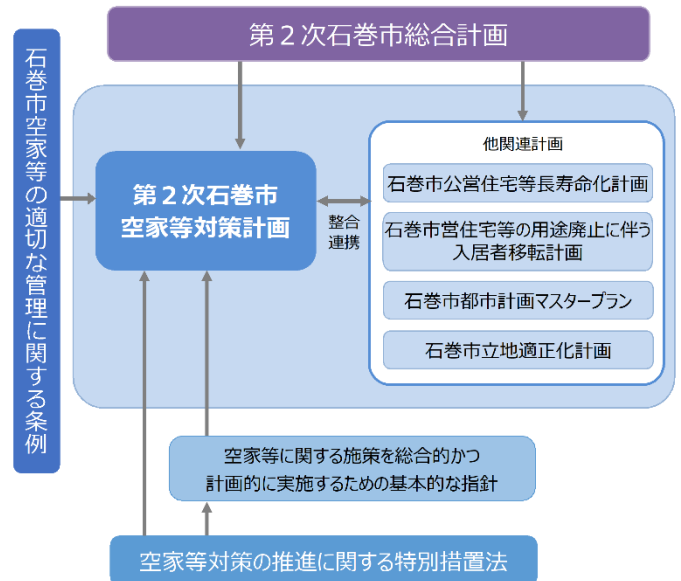 第２次石巻市総合計画
石巻市空家等の適切な管理に関する条例
第２次石巻市
空家等対策計画
整合
連携
他関連計画
石巻市公営住宅等長寿命化計画
石巻市営住宅等の用途廃止に伴う
入居者移転計画
石巻市都市計画マスタープラン
石巻市立地適正化計画
空家等に関する施策を総合的かつ
計画的に実施するための基本的な指針
空家等対策の推進に関する特別措置法